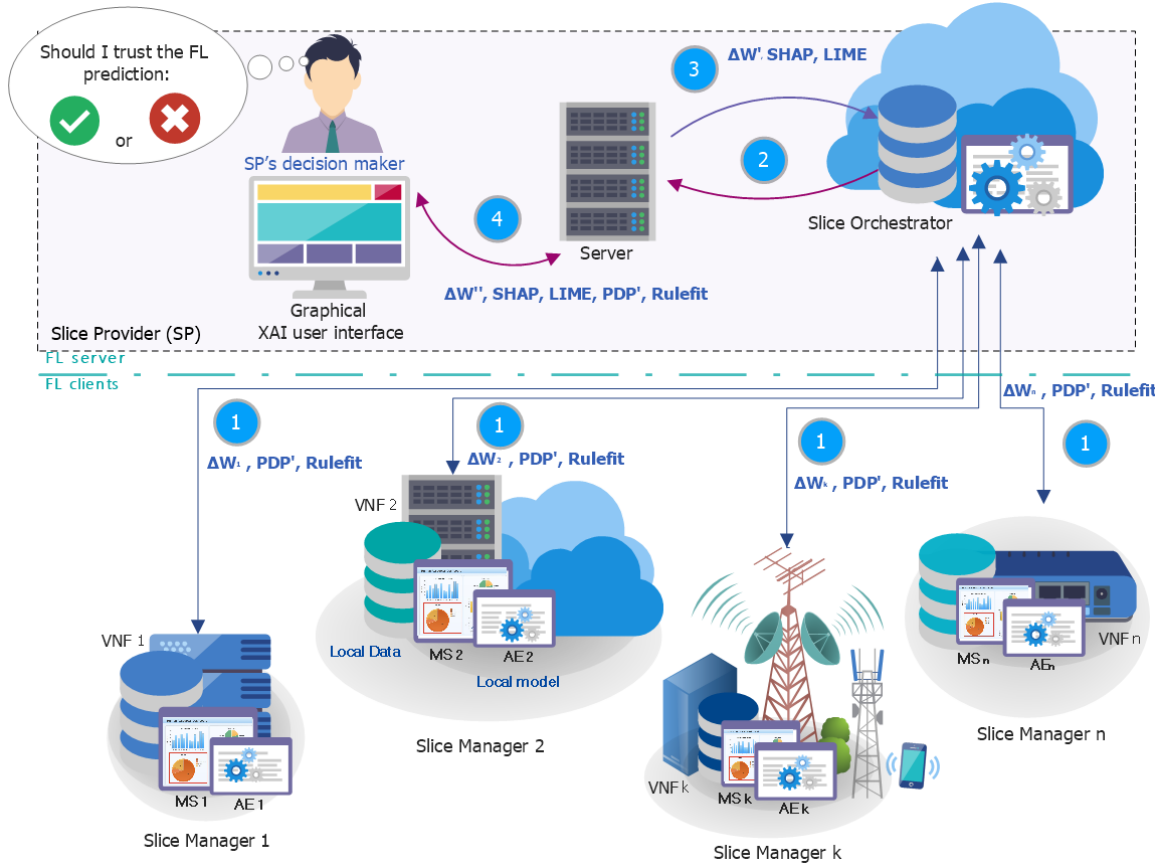 Should I trust the FL
prediction:
or
SP's decision maker
3
ΔW'. SHAP, LIME
2
Slice Orchestrator
4
Server
ΔW'', SHAP, LIME, PDP', Rulefit
Graphical
XAI user interface
Slice Provider (SP)
FL server
FL clients
1
ΔW₁ , PDP', Rulefit
1
ΔW₂ , PDP', Rulefit
1
ΔWₖ , PDP', Rulefit
ΔWₙ , PDP', Rulefit
1
VNF 1
MS 1
AE 1
Slice Manager 1
VNF 2
Local Data
MS 2
AE 2
Local model
Slice Manager 2
VNF k
MS k
AE k
Slice Manager k
VNF n
MS n
AE n
Slice Manager n